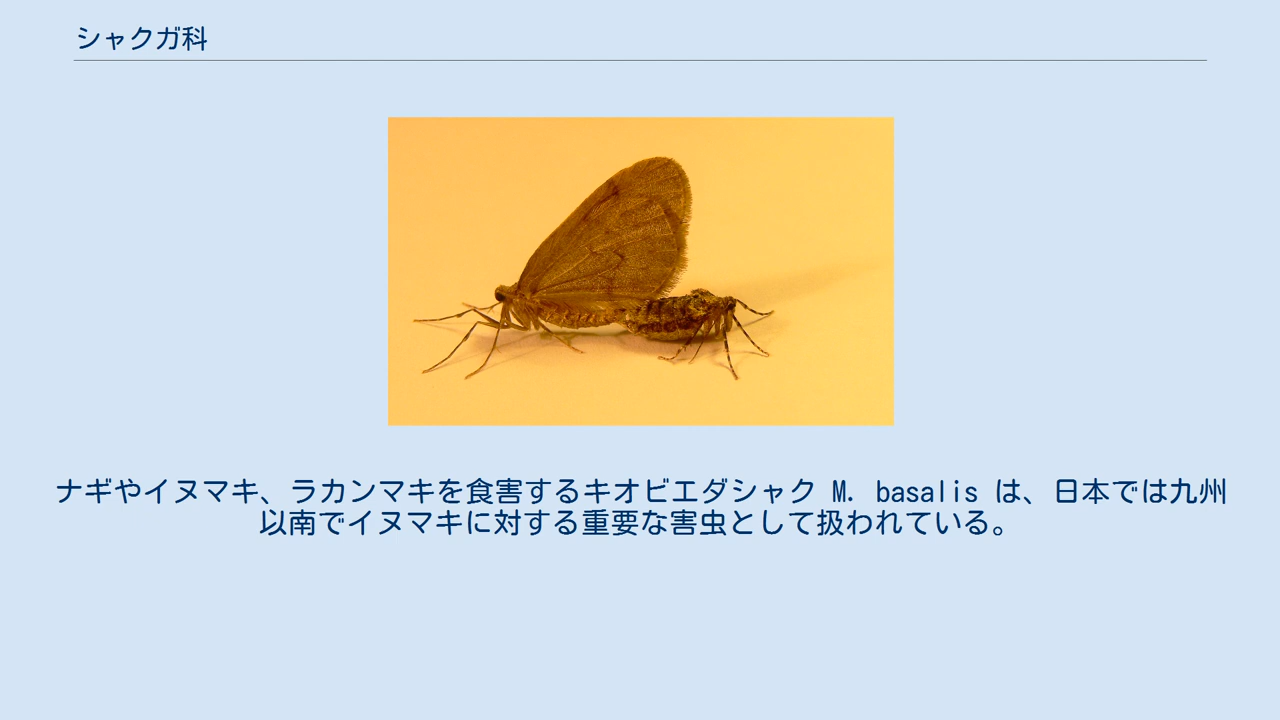 シャクガ科
ナギやイヌマキ、ラカンマキを食害するキオビエダシャク M. basalis は、日本では九州
以南でイヌマキに対する重要な害虫として扱われている。